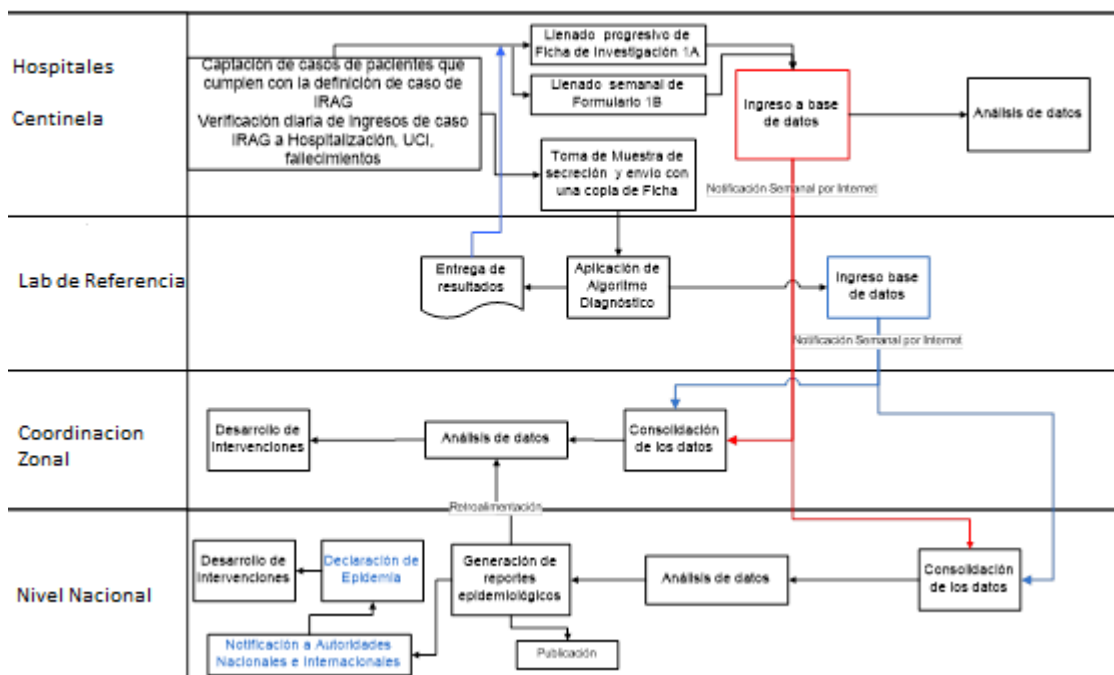 Hospitales
Centinela
Captación de casos de pacientes que
cumplen con la definición de caso de
IRAG
Verificación diaria de Ingresos de caso
IRAG a Hospitalización, UCI,
fallecimientos
Llenado progresivo de
Ficha de Investigación 1A
Llenado semanal de
Formulario 1B
Toma de Muestra de
secreción y envío con
una copia de Ficha
Ingreso a base
de datos
Análisis de datos
Notificación Semanal por Internet
Lab de Referencia
Entrega de
resultados
Aplicación de
Algoritmo
Diagnóstico
Ingreso base
de datos
Notificación Semanal por Internet
Coordinacion
Zonal
Desarrollo de
Intervenciones
Análisis de datos
Consolidación
de los datos
Retroalimentación
Nivel Nacional
Desarrollo de
Intervenciones
Declaración de
Epidemia
Generación de
reportes
epidemiológicos
Análisis de datos
Consolidación
de los datos
Notificación a Autoridades
Nacionales e Internacionales
Publicación